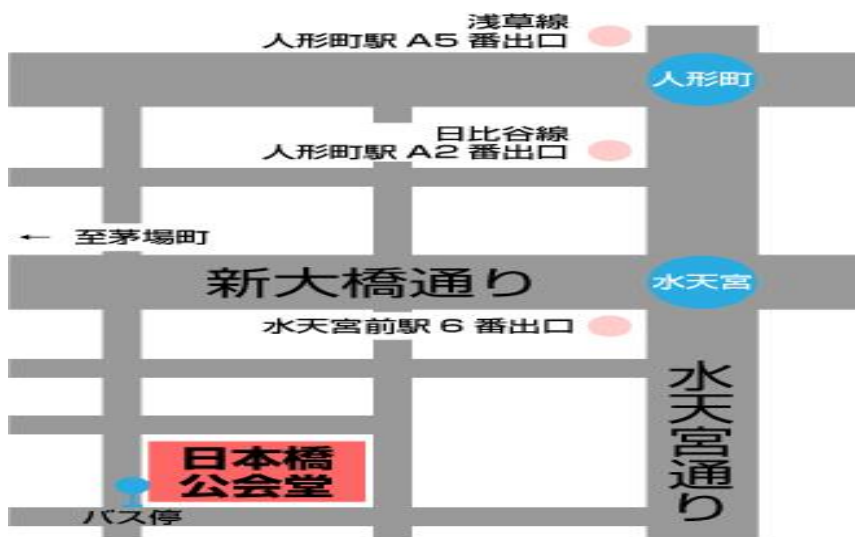 浅草線
人形町駅 A5 番出口
人形町
日比谷線
人形町駅 A2 番出口
← 至茅場町
新大橋通り
水天宮
水天宮前駅 6 番出口
水天宮通り
日本橋
公会堂
バス停